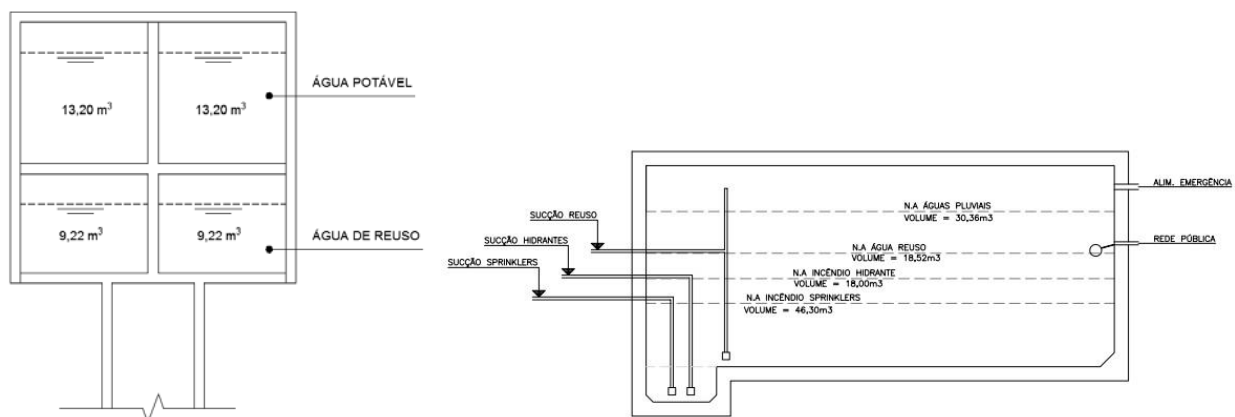 13,20 m³
13,20 m³
ÁGUA POTÁVEL
9,22 m³
9,22 m³
ÁGUA DE REUSO
SUCÇÃO REUSO
SUCÇÃO HIDRANTES
SUCÇÃO SPRINKLERS
N.A ÁGUAS PLUVIAIS
VOLUME = 30,36m3
N.A ÁGUA REUSO
VOLUME = 18,52m3
N.A INCÊNDIO HIDRANTE
VOLUME = 18,00m3
N.A INCÊNDIO SPRINKLERS
VOLUME = 46,30m3
ALIM. EMERGÊNCIA
REDE PÚBLICA